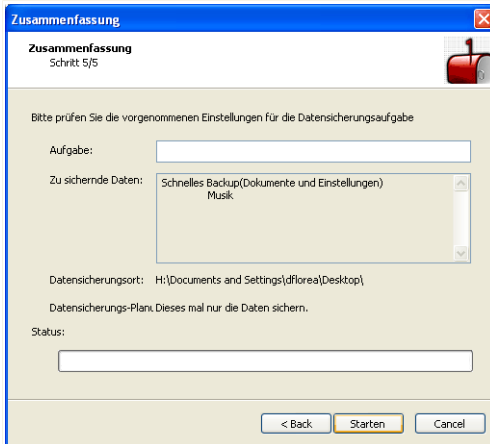 Zusammenfassung
Zusammenfassung
Schritt 5/5
Bitte prüfen Sie die vorgenommenen Einstellungen für die Datensicherungsaufgabe
Aufgabe:
Zu sichernde Daten:
Schnelles Backup(Dokumente und Einstellungen)
Musik
Datensicherungsort: H:\Documents and Settings\dflorea\Desktop\
Datensicherungs-Plan: Dieses mal nur die Daten sichern.
Status:
< Back
Starten
Cancel